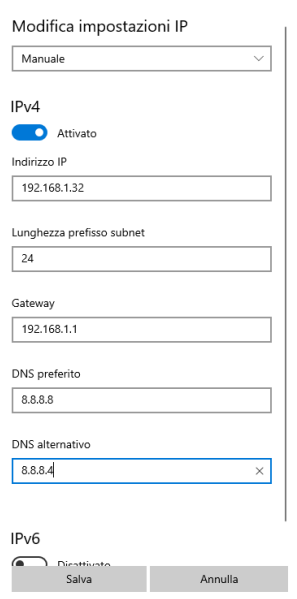 Modifica impostazioni IP
Manuale
IPv4
Attivato
Indirizzo IP
192.168.1.32
Lunghezza prefisso subnet
24
Gateway
192.168.1.1
DNS preferito
8.8.8.8
DNS alternativo
8.8.8.4
IPv6
Disattivato
Salva
Annulla